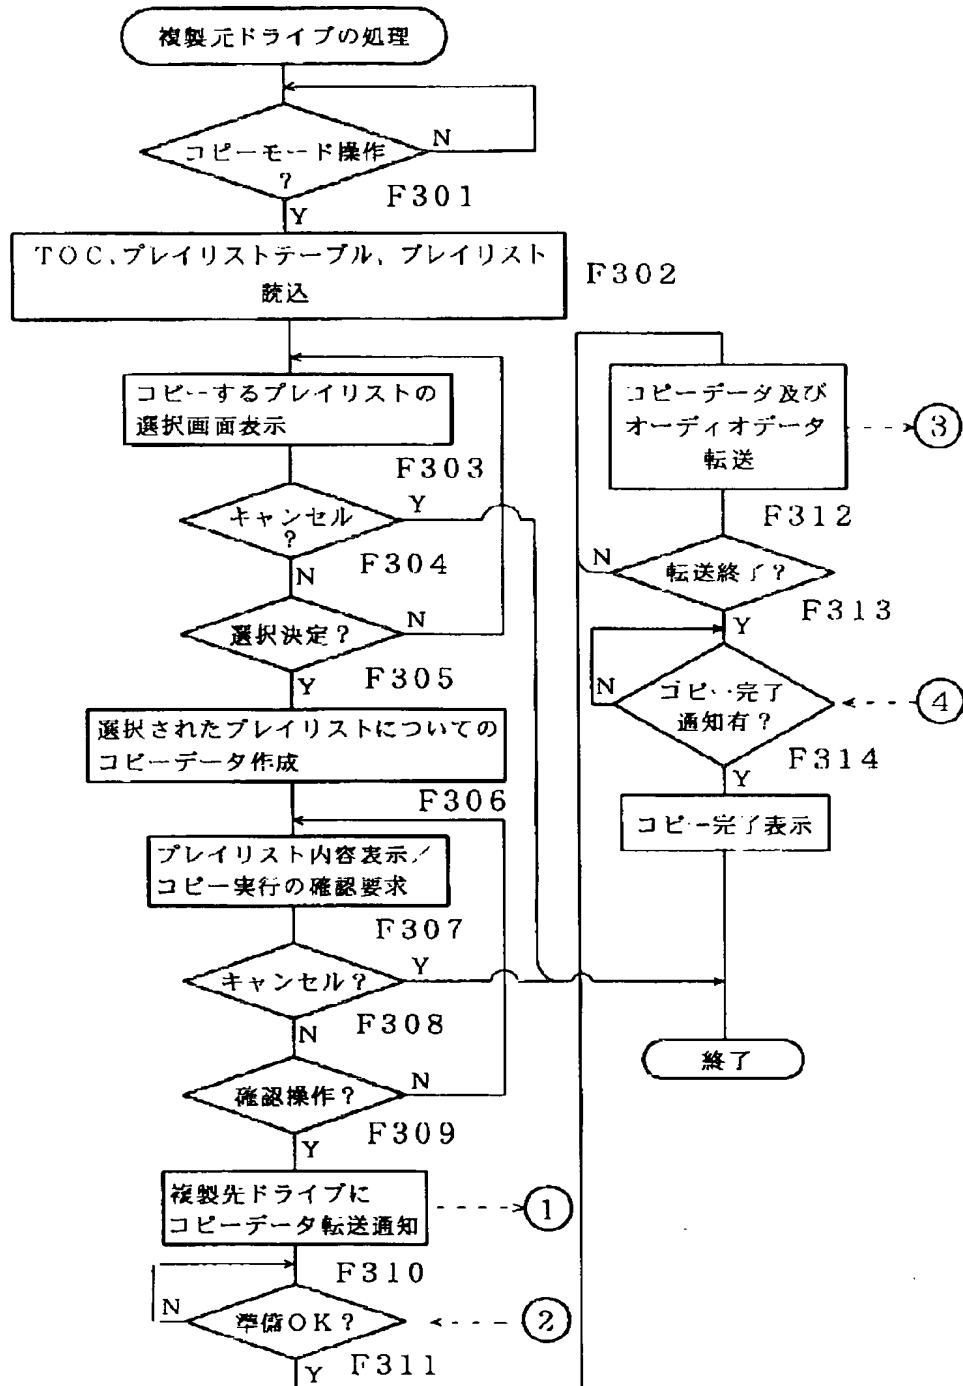 複製元ドライブの処理
コピーモード操作
?
N
F301
Y
TOC、プレイリストテーブル、プレイリスト
読込
F302
コピーするプレイリストの
選択画面表示
F303
キャンセル
?
Y
F304
N
選択決定?
N
F305
Y
選択されたプレイリストについての
コピーデータ作成
F306
プレイリスト内容表示/
コピー実行の確認要求
F307
キャンセル?
Y
F308
N
確認操作?
N
F309
Y
複製先ドライブに
コピーデータ転送通知
①
F310
準備OK?
N
②
F311
Y
コピーデータ及び
オーディオデータ
転送
③
F312
転送終了?
N
F313
Y
コピー完了
通知有?
N
④
F314
Y
コピー完了表示
終了